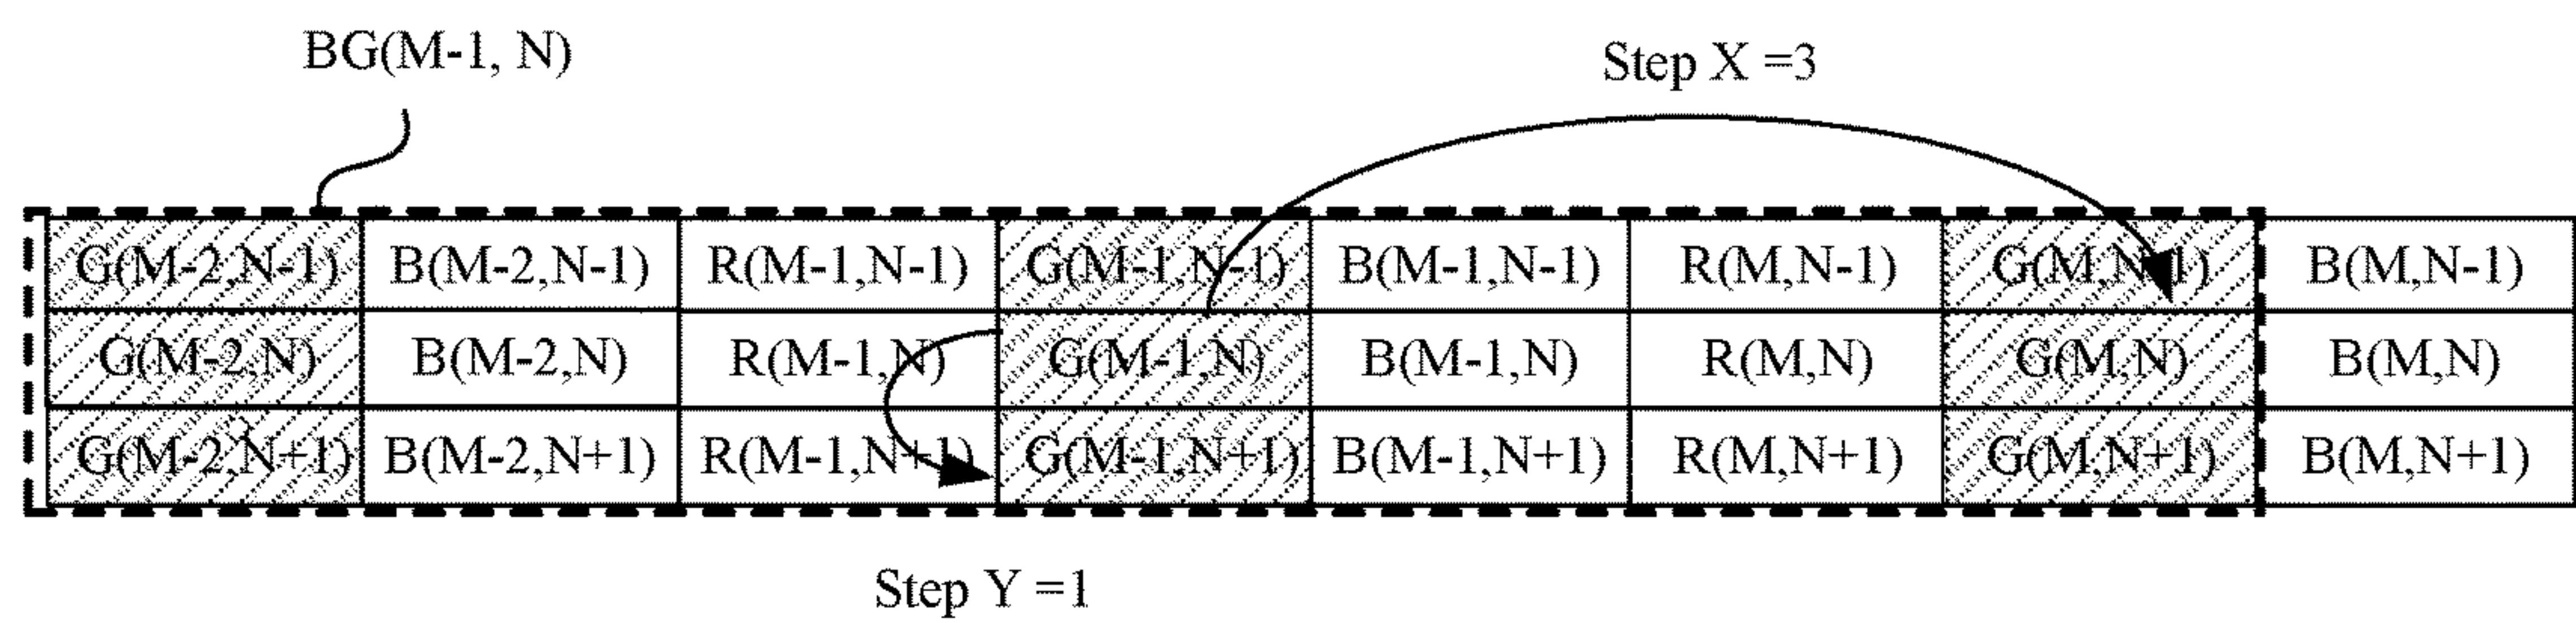 BG(M-1, N)
Step X =3
G(M-2,N-1) B(M-2,N-1) R(M-1,N-1) G(M-1,N-1) B(M-1,N-1) R(M,N-1) G(M,N-1) B(M,N-1)
G(M-2,N) B(M-2,N) R(M-1,N) G(M-1,N) B(M-1,N) R(M,N) G(M,N) B(M,N)
G(M-2,N+1) B(M-2,N+1) R(M-1,N+1) G(M-1,N+1) B(M-1,N+1) R(M,N+1) G(M,N+1) B(M,N+1)
Step Y =1